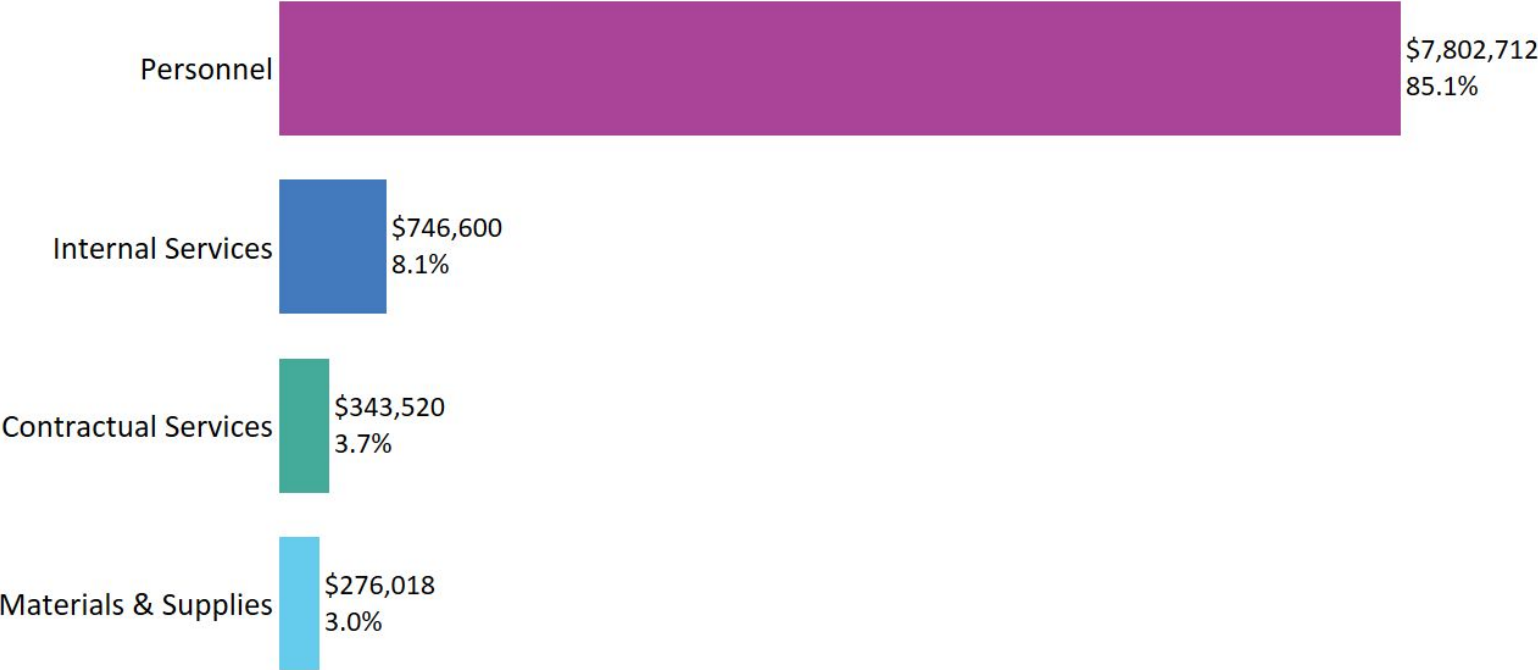 Personnel
$7,802,712
85.1%
Internal Services
$746,600
8.1%
Contractual Services
$343,520
3.7%
Materials & Supplies
$276,018
3.0%